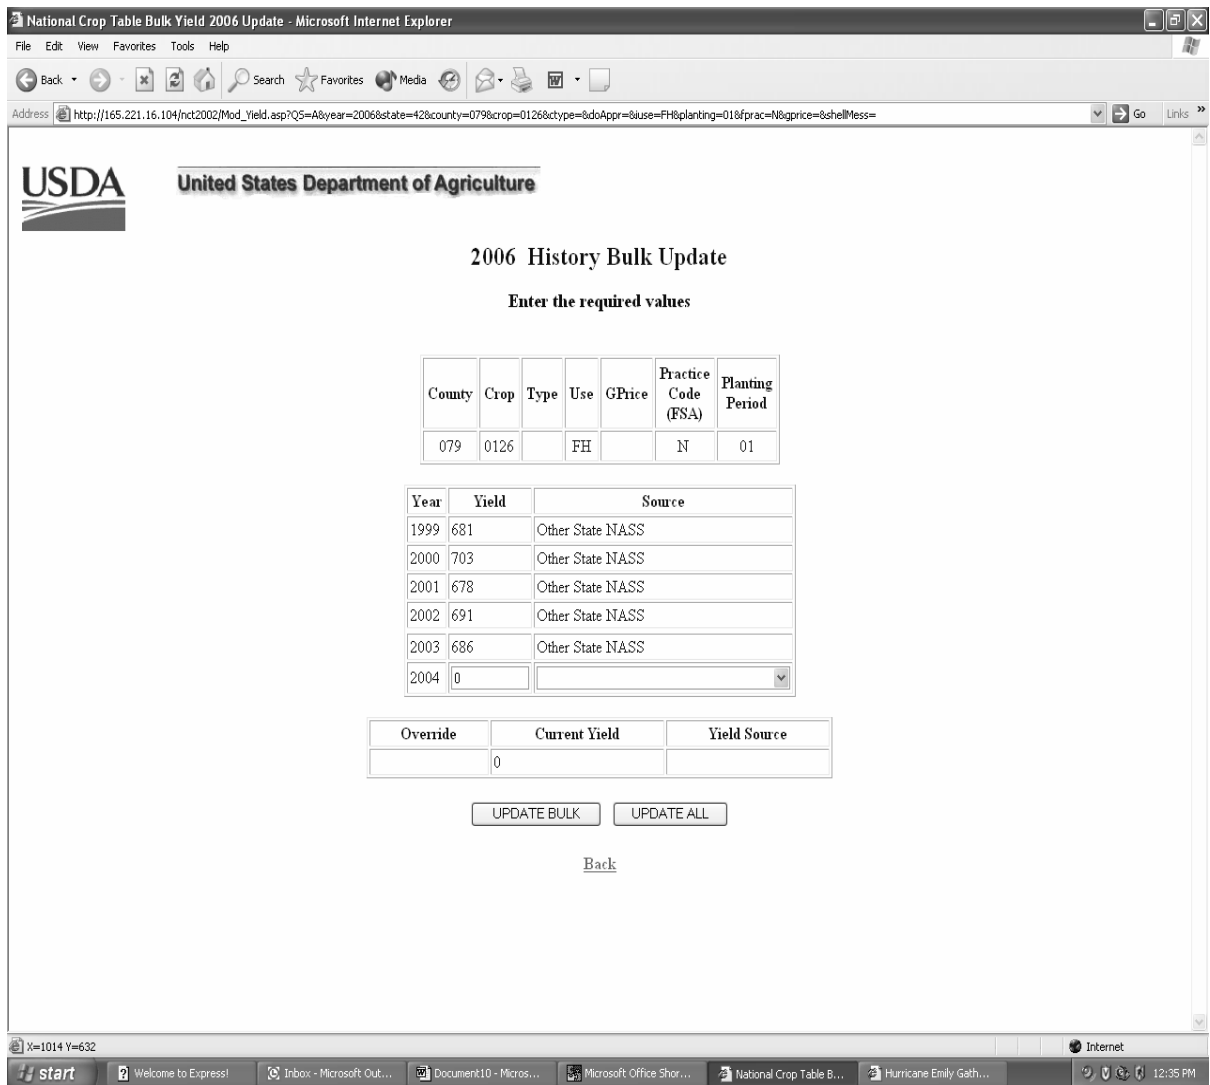 National Crop Table Bulk Yield 2006 Update - Microsoft Internet Explorer
File Edit View Favorites Tools Help
Back Search Favorites Media
Address http://165.221.16.104/nct2002/Mod_Yield.asp?QS=A&year=2006&state=42&county=079&crop=0126&ctype=&doAppr=&iuse=FH&planting=01&fprac=N&gprice=&shellMess= Go Links »
USDA United States Department of Agriculture
2006 History Bulk Update
Enter the required values
County Crop Type Use GPrice Practice Code (FSA) Planting Period
079 0126 FH N 01
Year Yield Source
1999 681 Other State NASS
2000 703 Other State NASS
2001 678 Other State NASS
2002 691 Other State NASS
2003 686 Other State NASS
2004 0
Override Current Yield Yield Source
0
UPDATE BULK UPDATE ALL
Back
X=1014 Y=632 Internet
start Welcome to Express! Inbox - Microsoft Out... Document10 - Micros... Microsoft Office Shor... National Crop Table B... Hurricane Emily Gath... 12:35 PM